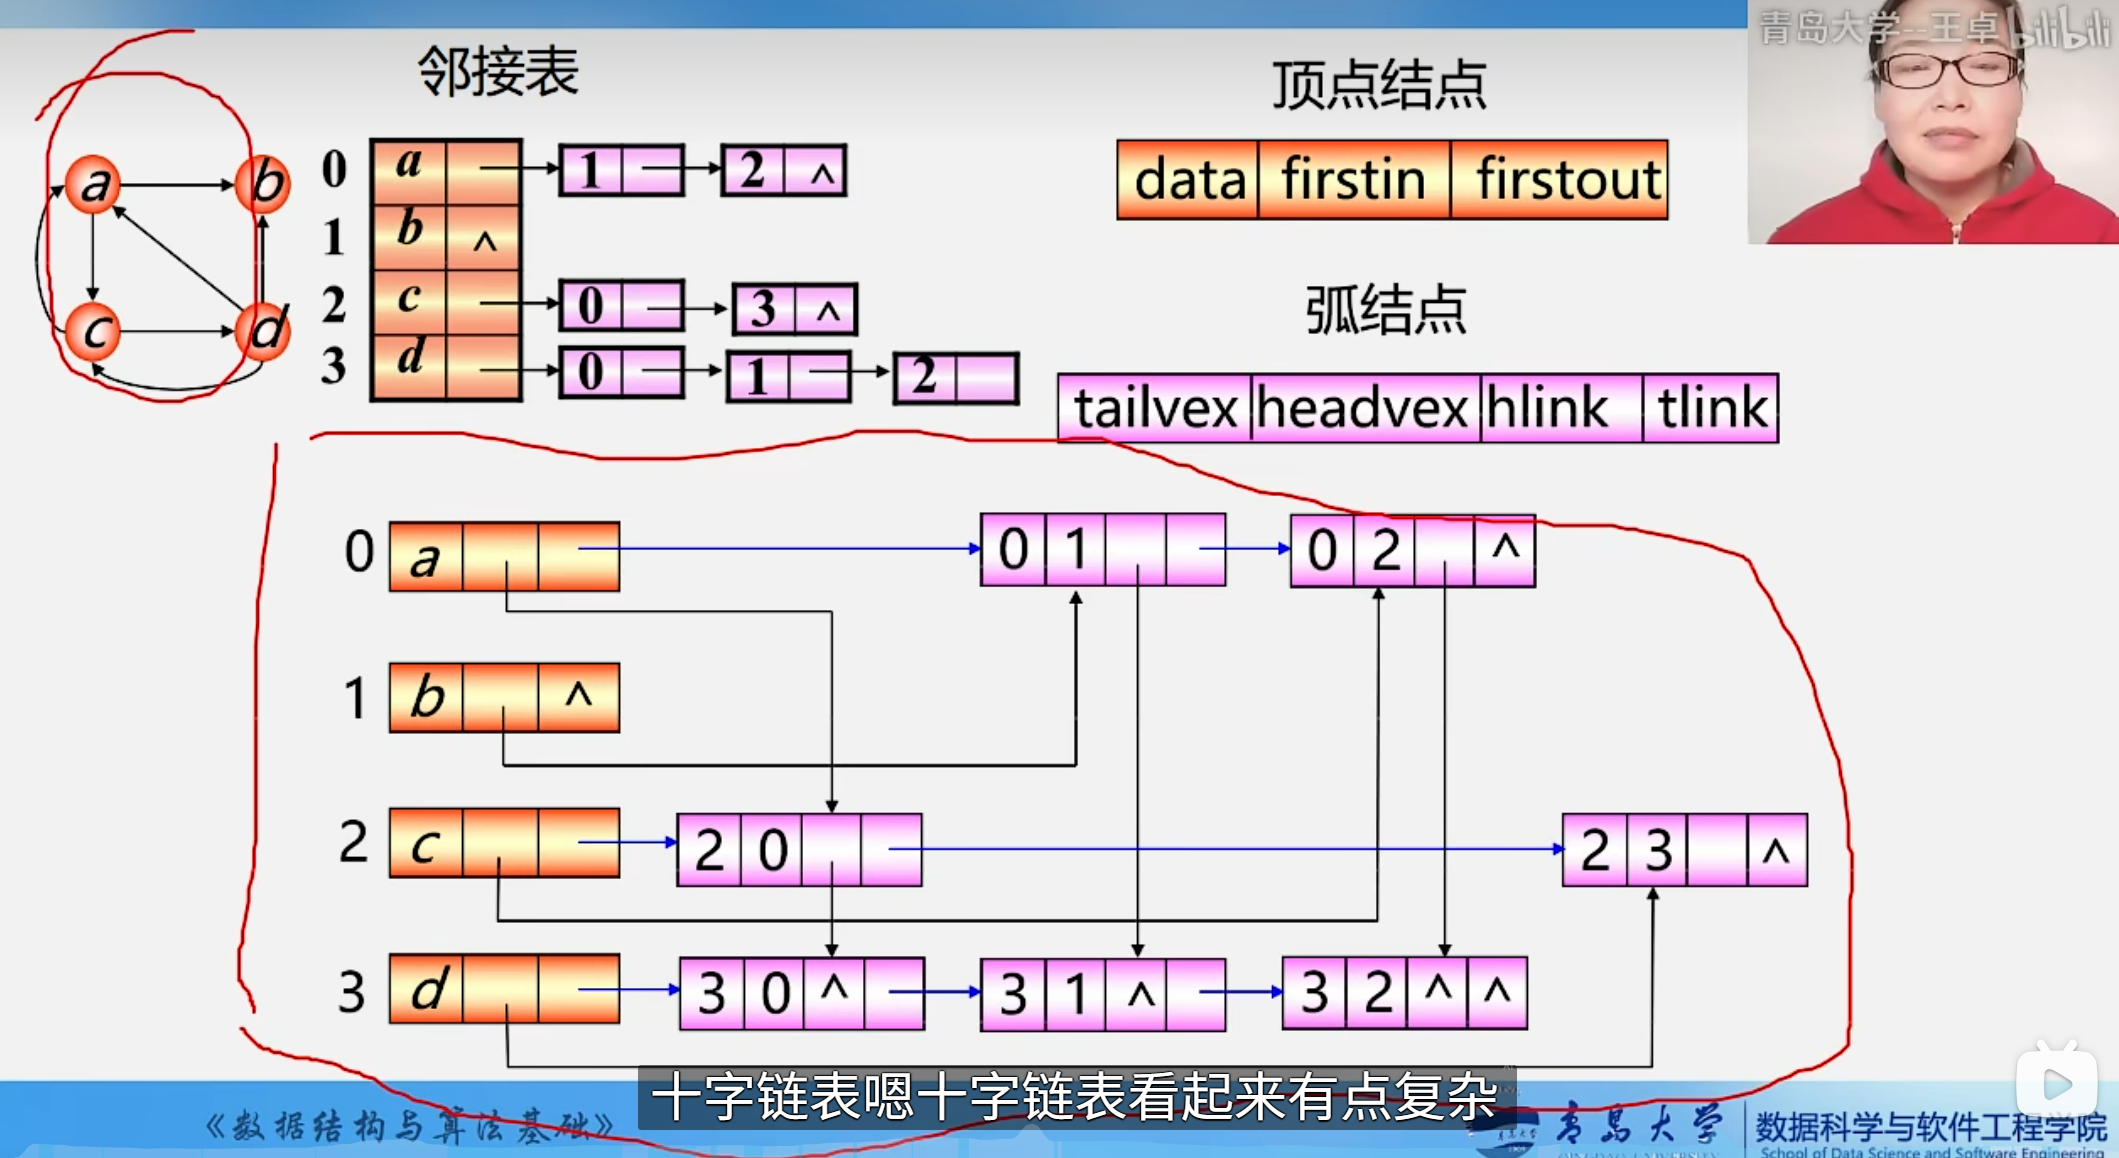 青岛大学--王卓 bilibili
邻接表
顶点结点
data firstin firstout
a b
c d
0 a 1 2 ^
1 b ^
2 c 0 3 ^
3 d 0 1 2
弧结点
tailvex headvex hlink tlink
0 a 0 1 0 2 ^
1 b ^
2 c 2 0 2 3 ^
3 d 3 0 ^ 3 1 ^ 3 2 ^ ^
十字链表嗯十字链表看起来有点复杂
《数据结构与算法基础》
青岛大学
数据科学与软件工程学院
School of Data Science and Software Engineering